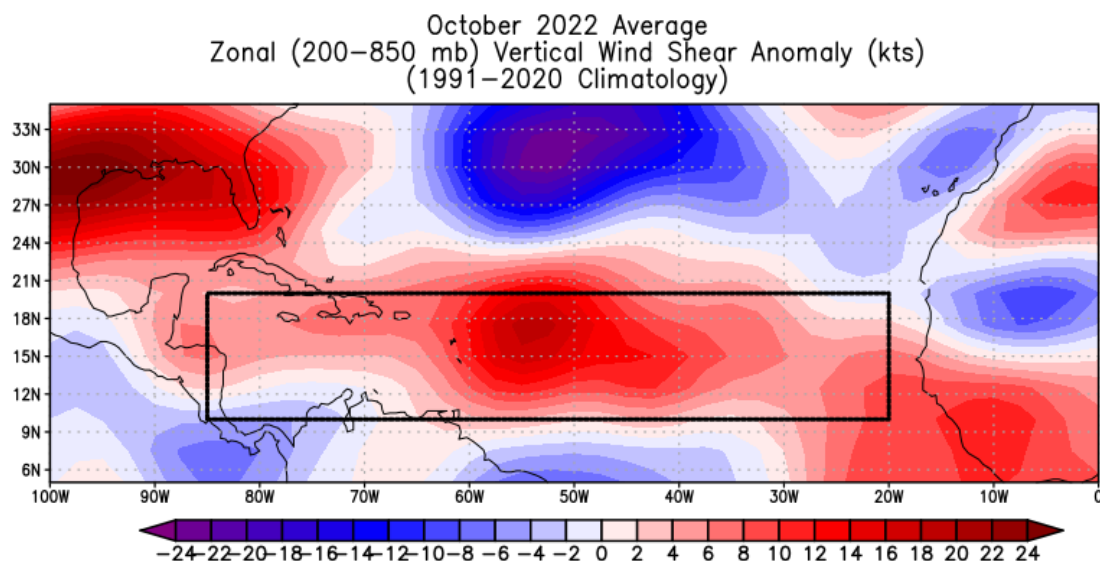 October 2022 Average
Zonal (200−850 mb) Vertical Wind Shear Anomaly (kts)
(1991−2020 Climatology)
33N
30N
27N
24N
21N
18N
15N
12N
9N
6N
100W 90W 80W 70W 60W 50W 40W 30W 20W 10W 0
−24 −22 −20 −18 −16 −14 −12 −10 −8 −6 −4 −2 0 2 4 6 8 10 12 14 16 18 20 22 24